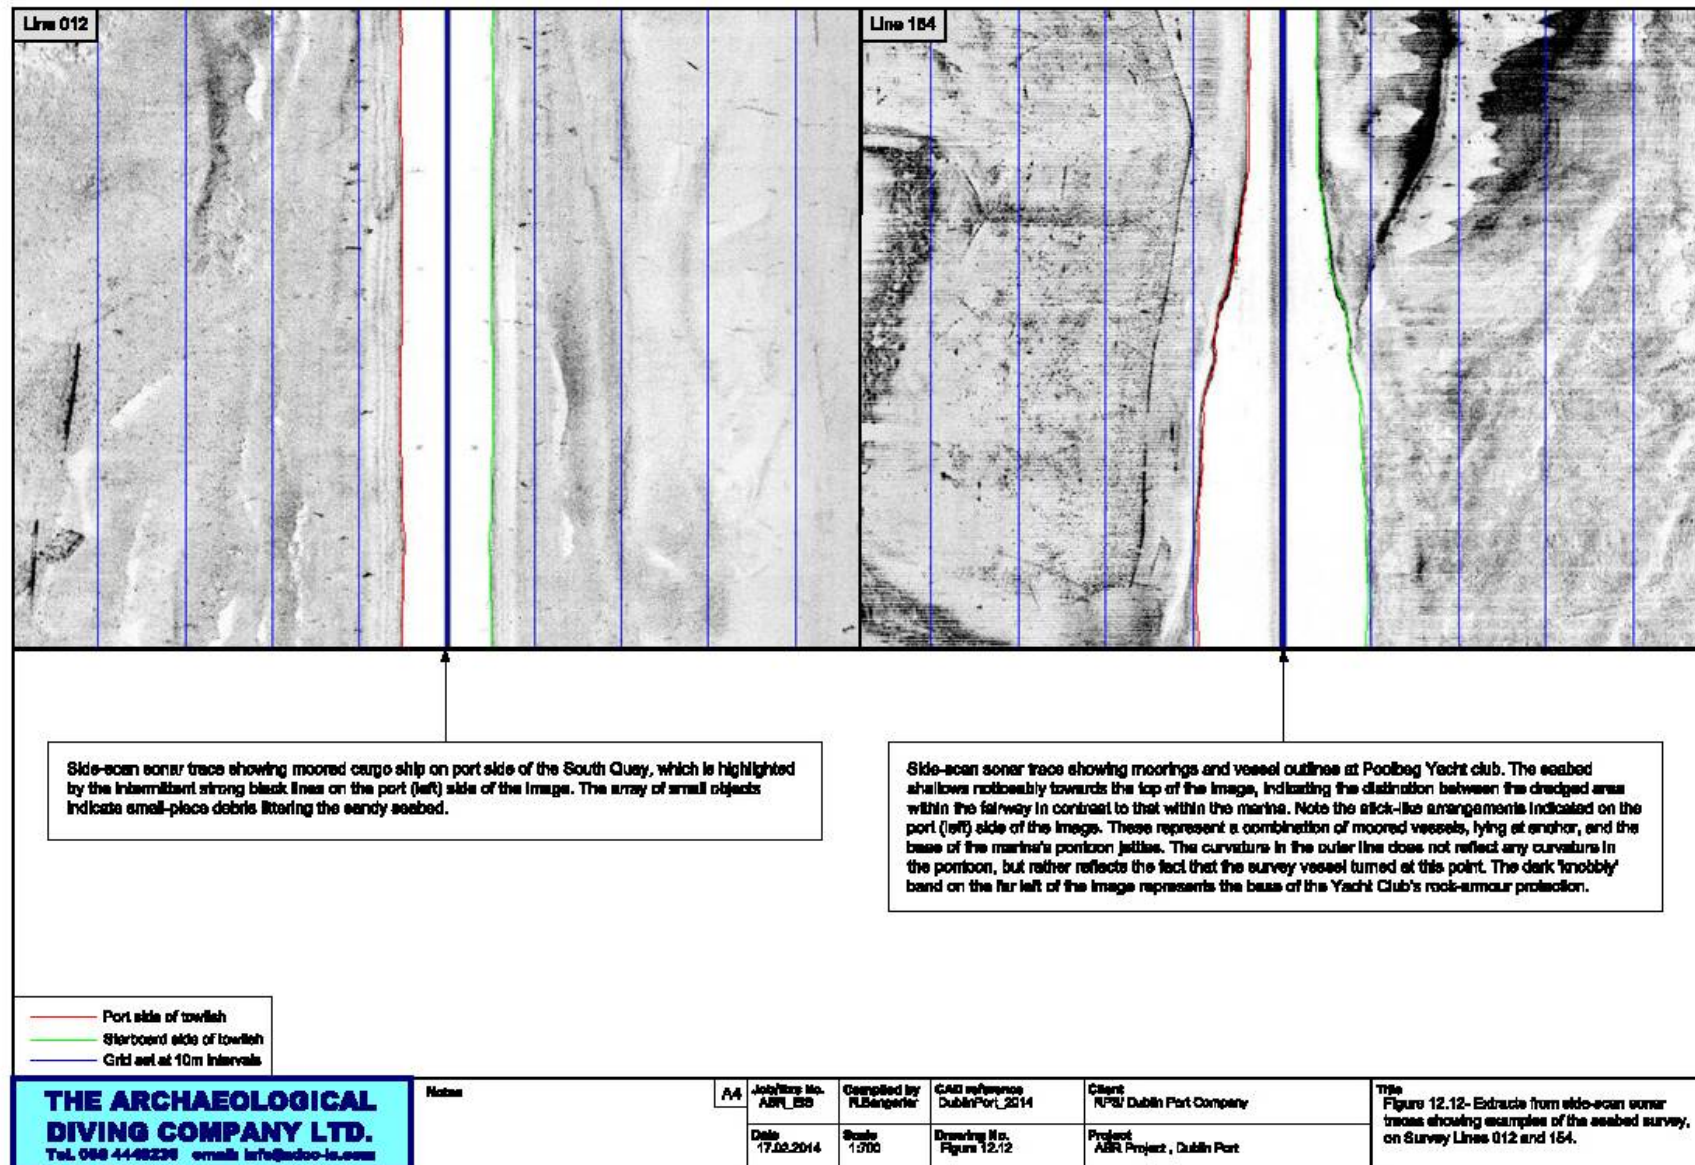 Line 012
Line 154
Side-scan sonar trace showing moored cargo ship on port side of the South Quay, which is highlighted
by the intermittent strong black lines on the port (left) side of the image. The array of small objects
indicate small-piece debris littering the sandy seabed.
Side-scan sonar trace showing moorings and vessel outlines at Poolbeg Yacht club. The seabed
shallows noticeably towards the top of the image, indicating the distinction between the dredged area
within the fairway in contrast to that within the marina. Note the stick-like arrangements indicated on the
port (left) side of the image. These represent a combination of moored vessels, lying at anchor, and the
base of the marina's pontoon jetties. The curvature in the outer line does not reflect any curvature in
the pontoon, but rather reflects the fact that the survey vessel turned at this point. The dark 'knobbly'
band on the far left of the image represents the base of the Yacht Club's rock-armour protection.
Port side of towfish
Starboard side of towfish
Grid set at 10m intervals
THE ARCHAEOLOGICAL
DIVING COMPANY LTD.
Tel. email:
Notes
A4
Job/Ref No.
Compiled by
R.Bangerter
CAD reference
DublinPort_2014
Client
RPS/ Dublin Port Company
Title
Figure 12.12- Extracts from side-scan sonar
traces showing examples of the seabed survey,
on Survey Lines 012 and 154.
Date
17.02.2014
Scale
1:700
Drawing No.
Figure 12.12
Project
ABR Project , Dublin Port